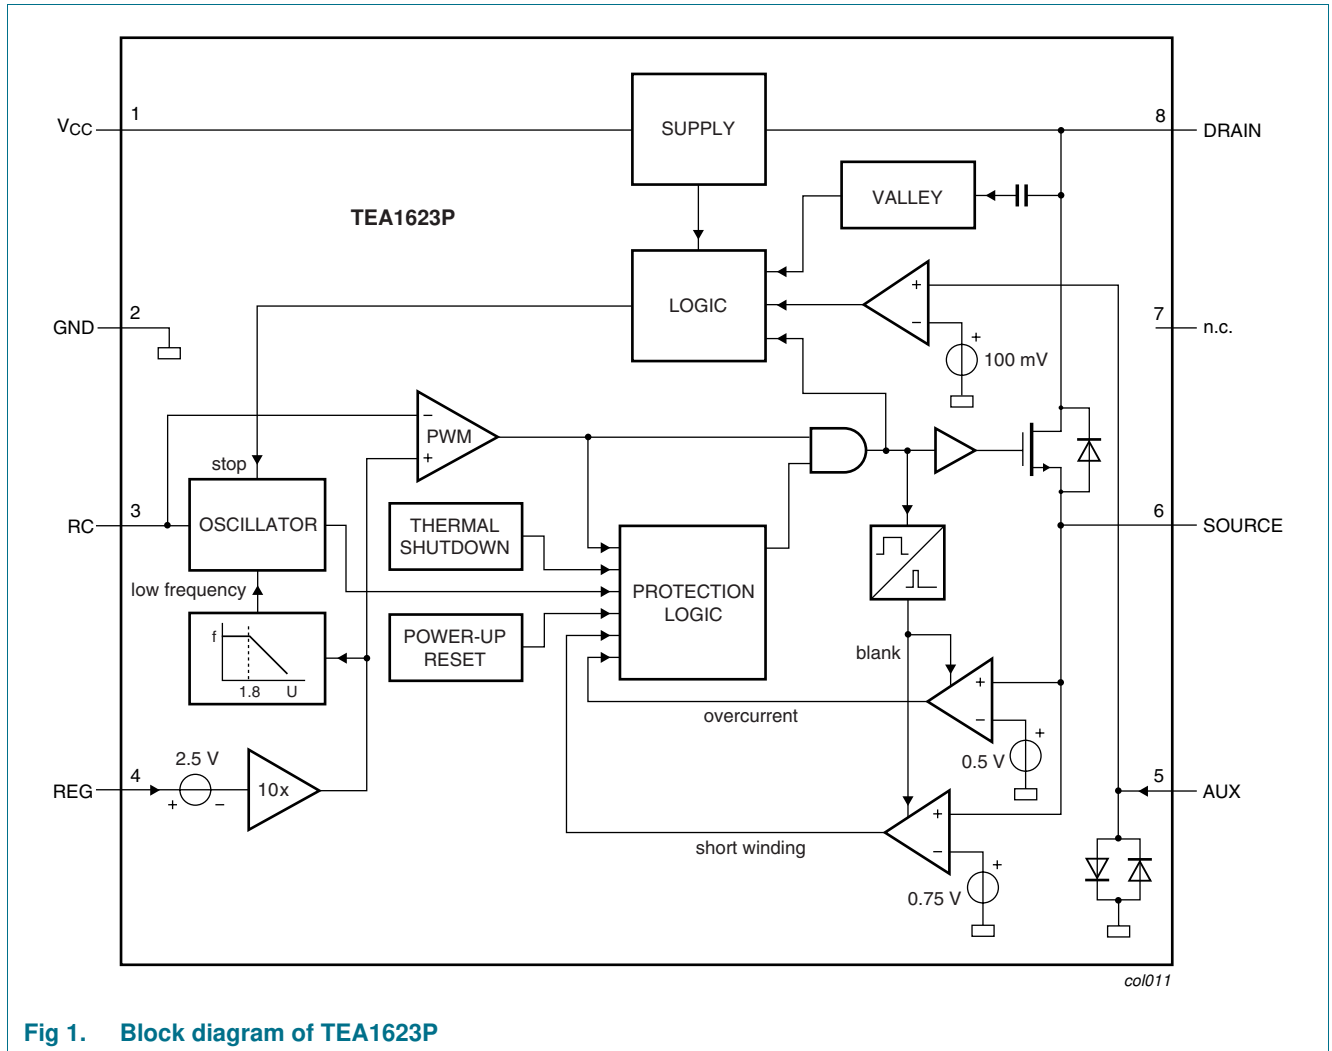 1
8
VCC
SUPPLY
DRAIN
VALLEY
TEA1623P
+
2
LOGIC
7
GND
−
+
n.c.
100 mV
−
PWM
+
stop
3
6
RC
OSCILLATOR
THERMAL
SHUTDOWN
SOURCE
low frequency
PROTECTION
LOGIC
f
1.8
U
POWER-UP
RESET
blank
+
overcurrent
−
+
2.5 V
0.5 V
4
5
REG
+
−
10x
AUX
+
short winding
−
+
0.75 V
col011
Fig 1. Block diagram of TEA1623P